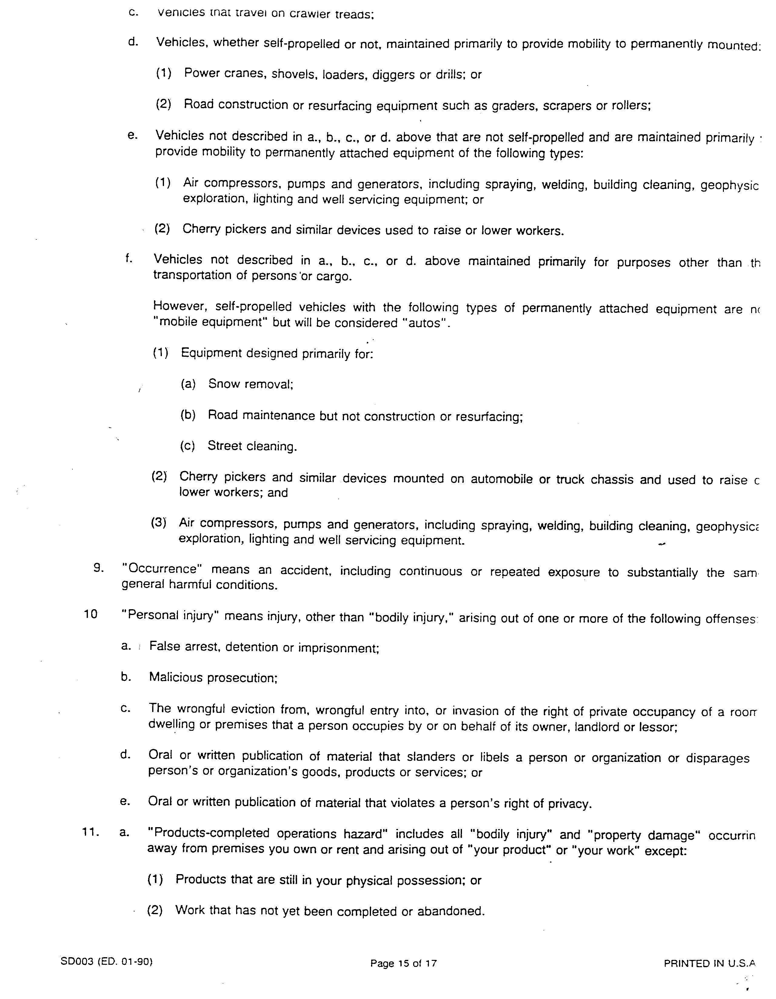 c. Vehicles that travel on crawler treads;
d. Vehicles, whether self-propelled or not, maintained primarily to provide mobility to permanently mounted:
(1) Power cranes, shovels, loaders, diggers or drills; or
(2) Road construction or resurfacing equipment such as graders, scrapers or rollers;
e. Vehicles not described in a., b., c., or d. above that are not self-propelled and are maintained primarily
provide mobility to permanently attached equipment of the following types:
(1) Air compressors, pumps and generators, including spraying, welding, building cleaning, geophysic
exploration, lighting and well servicing equipment; or
(2) Cherry pickers and similar devices used to raise or lower workers.
f. Vehicles not described in a., b., c., or d. above maintained primarily for purposes other than th
transportation of persons or cargo.
However, self-propelled vehicles with the following types of permanently attached equipment are
"mobile equipment" but will be considered "autos".
(1) Equipment designed primarily for:
(a) Snow removal;
(b) Road maintenance but not construction or resurfacing;
(c) Street cleaning.
(2) Cherry pickers and similar devices mounted on automobile or truck chassis and used to raise
lower workers; and
(3) Air compressors, pumps and generators, including spraying, welding, building cleaning, geophysica
exploration, lighting and well servicing equipment.
9. "Occurrence" means an accident, including continuous or repeated exposure to substantially the sam
general harmful conditions.
10 "Personal injury" means injury, other than "bodily injury," arising out of one or more of the following offenses:
a. False arrest, detention or imprisonment;
b. Malicious prosecution;
c. The wrongful eviction from, wrongful entry into, or invasion of the right of private occupancy of a room
dwelling or premises that a person occupies by or on behalf of its owner, landlord or lessor;
d. Oral or written publication of material that slanders or libels a person or organization or disparages
person's or organization's goods, products or services; or
e. Oral or written publication of material that violates a person's right of privacy.
11. a. "Products-completed operations hazard" includes all "bodily injury" and "property damage" occurrin
away from premises you own or rent and arising out of "your product" or "your work" except:
(1) Products that are still in your physical possession; or
(2) Work that has not yet been completed or abandoned.
SD003 (ED. 01-90) Page 15 of 17 PRINTED IN U.S.A